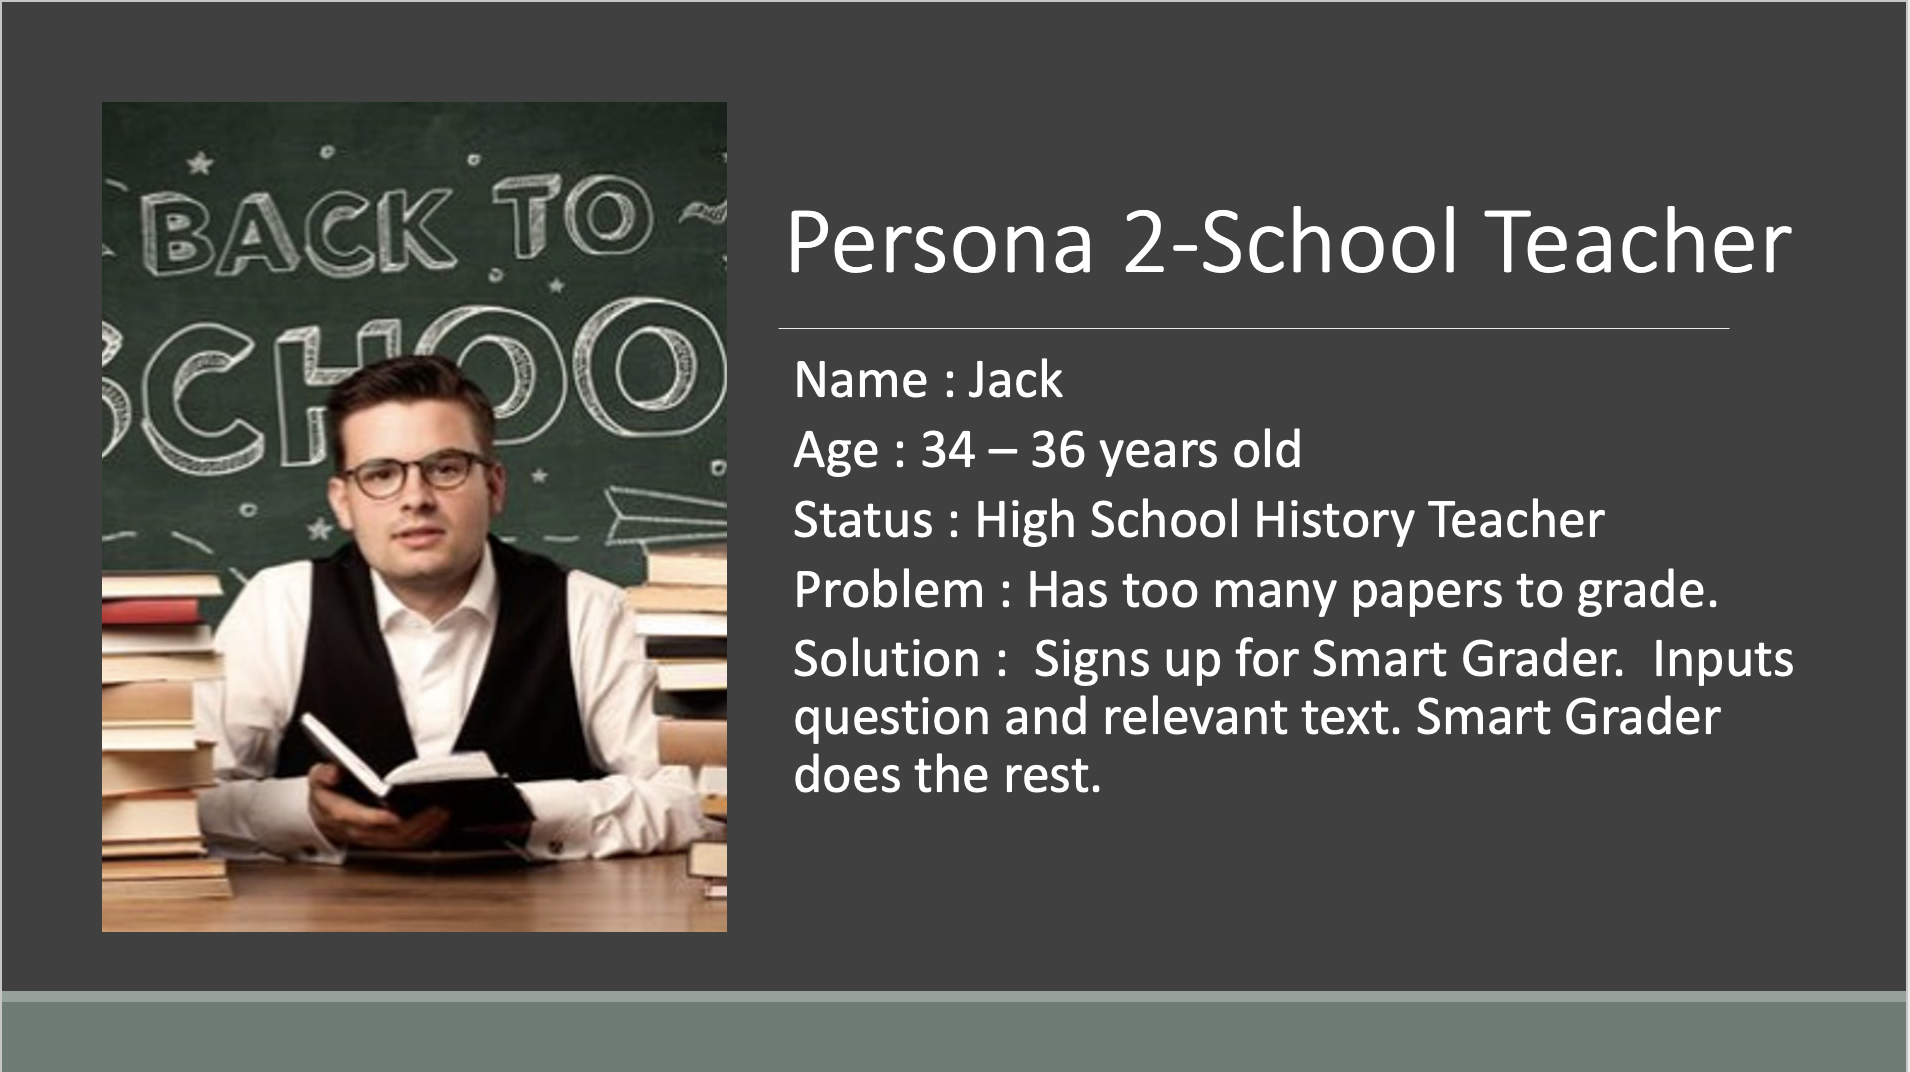 BACK TO
SCHOO
Persona 2-School Teacher
Name : Jack
Age : 34 – 36 years old
Status : High School History Teacher
Problem : Has too many papers to grade.
Solution :  Signs up for Smart Grader.  Inputs
question and relevant text. Smart Grader
does the rest.